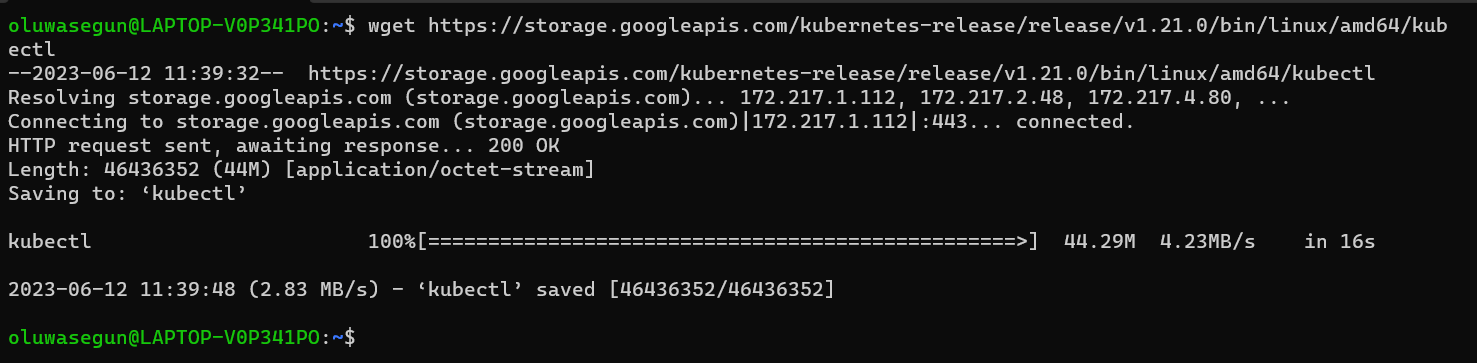 oluwasegun@LAPTOP-V0P341PO:~$ wget https://storage.googleapis.com/kubernetes-release/release/v1.21.0/bin/linux/amd64/kub
ectl
--2023-06-12 11:39:32--  https://storage.googleapis.com/kubernetes-release/release/v1.21.0/bin/linux/amd64/kubectl
Resolving storage.googleapis.com (storage.googleapis.com)... 172.217.1.112, 172.217.2.48, 172.217.4.80, ...
Connecting to storage.googleapis.com (storage.googleapis.com)|172.217.1.112|:443... connected.
HTTP request sent, awaiting response... 200 OK
Length: 46436352 (44M) [application/octet-stream]
Saving to: ‘kubectl’
kubectl                       100%[=================================================>]  44.29M  4.23MB/s    in 16s
2023-06-12 11:39:48 (2.83 MB/s) - ‘kubectl’ saved [46436352/46436352]
oluwasegun@LAPTOP-V0P341PO:~$